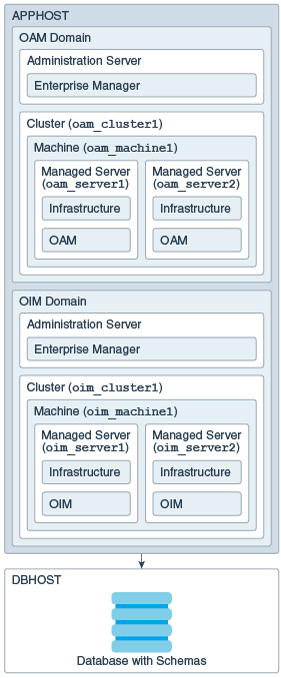 APPHOST
OAM Domain
Administration Server
Enterprise Manager
Cluster (oam_cluster1)
Machine (oam_machine1)
Managed Server
(oam_server1)
Infrastructure
OAM
Managed Server
(oam_server2)
Infrastructure
OAM
OIM Domain
Administration Server
Enterprise Manager
Cluster (oim_cluster1)
Machine (oim_machine1)
Managed Server
(oim_server1)
Infrastructure
OIM
Managed Server
(oim_server2)
Infrastructure
OIM
DBHOST
Database with Schemas